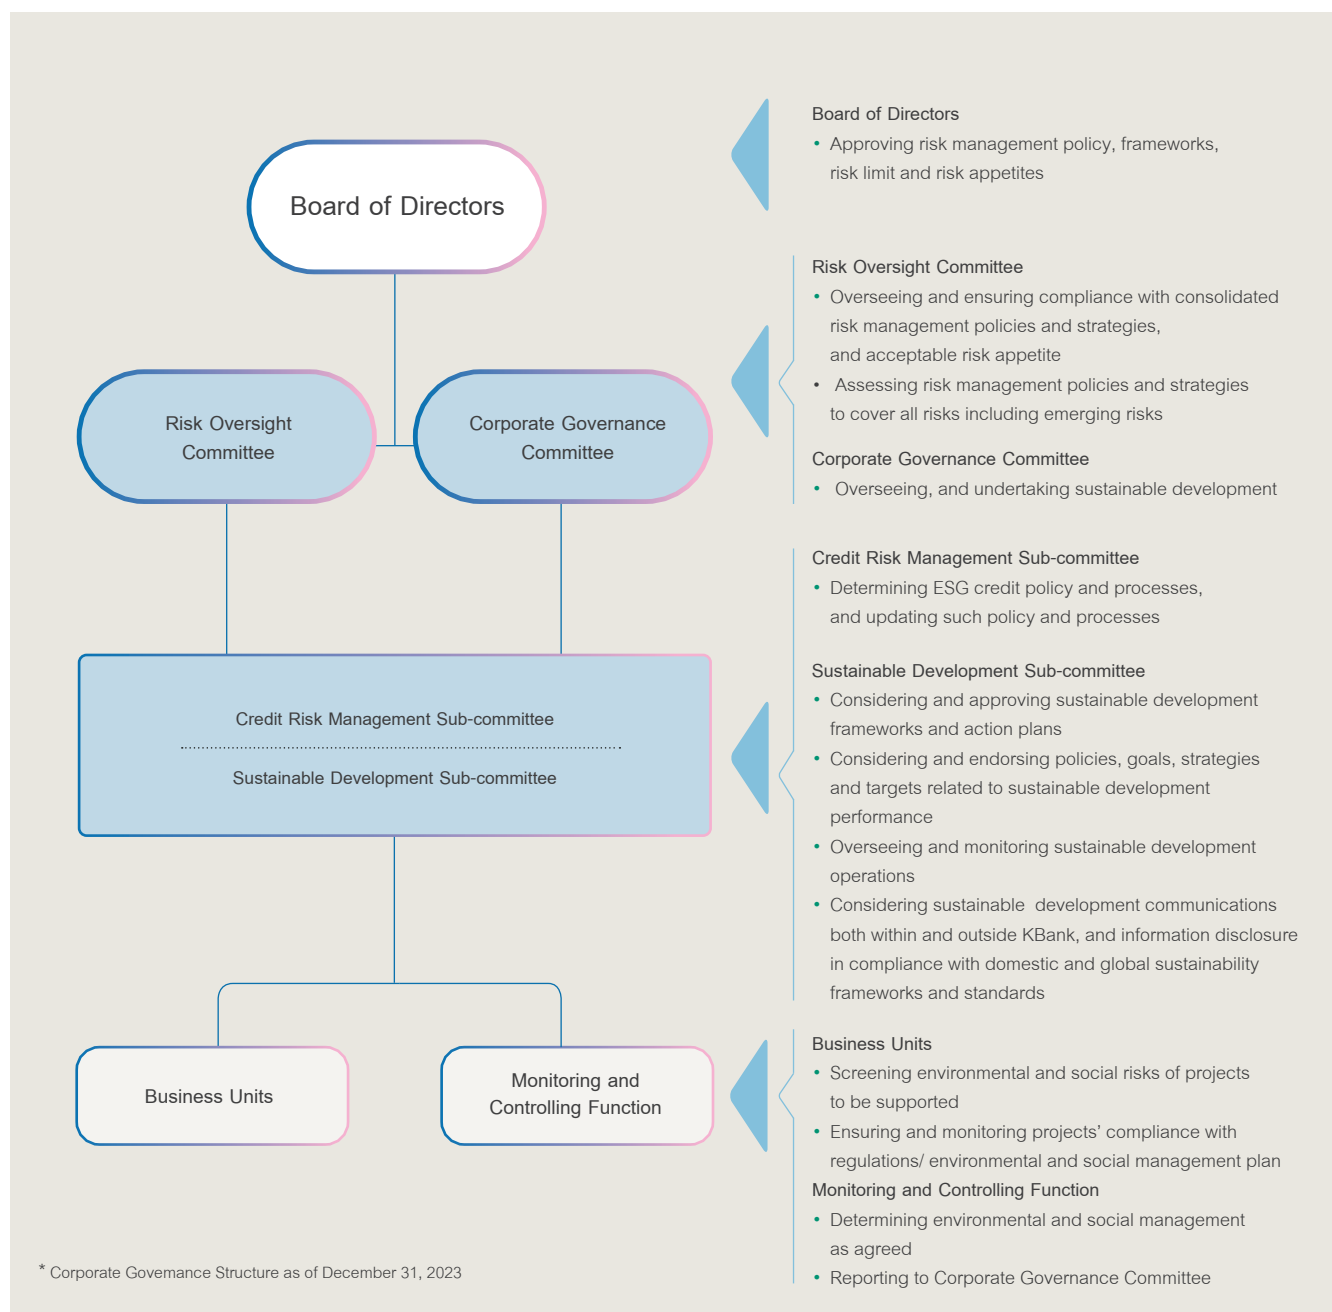 Board of Directors
Risk Oversight
Committee
Corporate Governance
Committee
Credit Risk Management Sub-committee
Sustainable Development Sub-committee
Business Units
Monitoring and
Controlling Function
* Corporate Governance Structure as of December 31, 2023
Board of Directors
• Approving risk management policy, frameworks,
risk limit and risk appetites
Risk Oversight Committee
• Overseeing and ensuring compliance with consolidated
risk management policies and strategies,
and acceptable risk appetite
• Assessing risk management policies and strategies
to cover all risks including emerging risks
Corporate Governance Committee
• Overseeing, and undertaking sustainable development
Credit Risk Management Sub-committee
• Determining ESG credit policy and processes,
and updating such policy and processes
Sustainable Development Sub-committee
• Considering and approving sustainable development
frameworks and action plans
• Considering and endorsing policies, goals, strategies
and targets related to sustainable development
performance
• Overseeing and monitoring sustainable development
operations
• Considering sustainable development communications
both within and outside KBank, and information disclosure
in compliance with domestic and global sustainability
frameworks and standards
Business Units
• Screening environmental and social risks of projects
to be supported
• Ensuring and monitoring projects’ compliance with
regulations/ environmental and social management plan
Monitoring and Controlling Function
• Determining environmental and social management
as agreed
• Reporting to Corporate Governance Committee